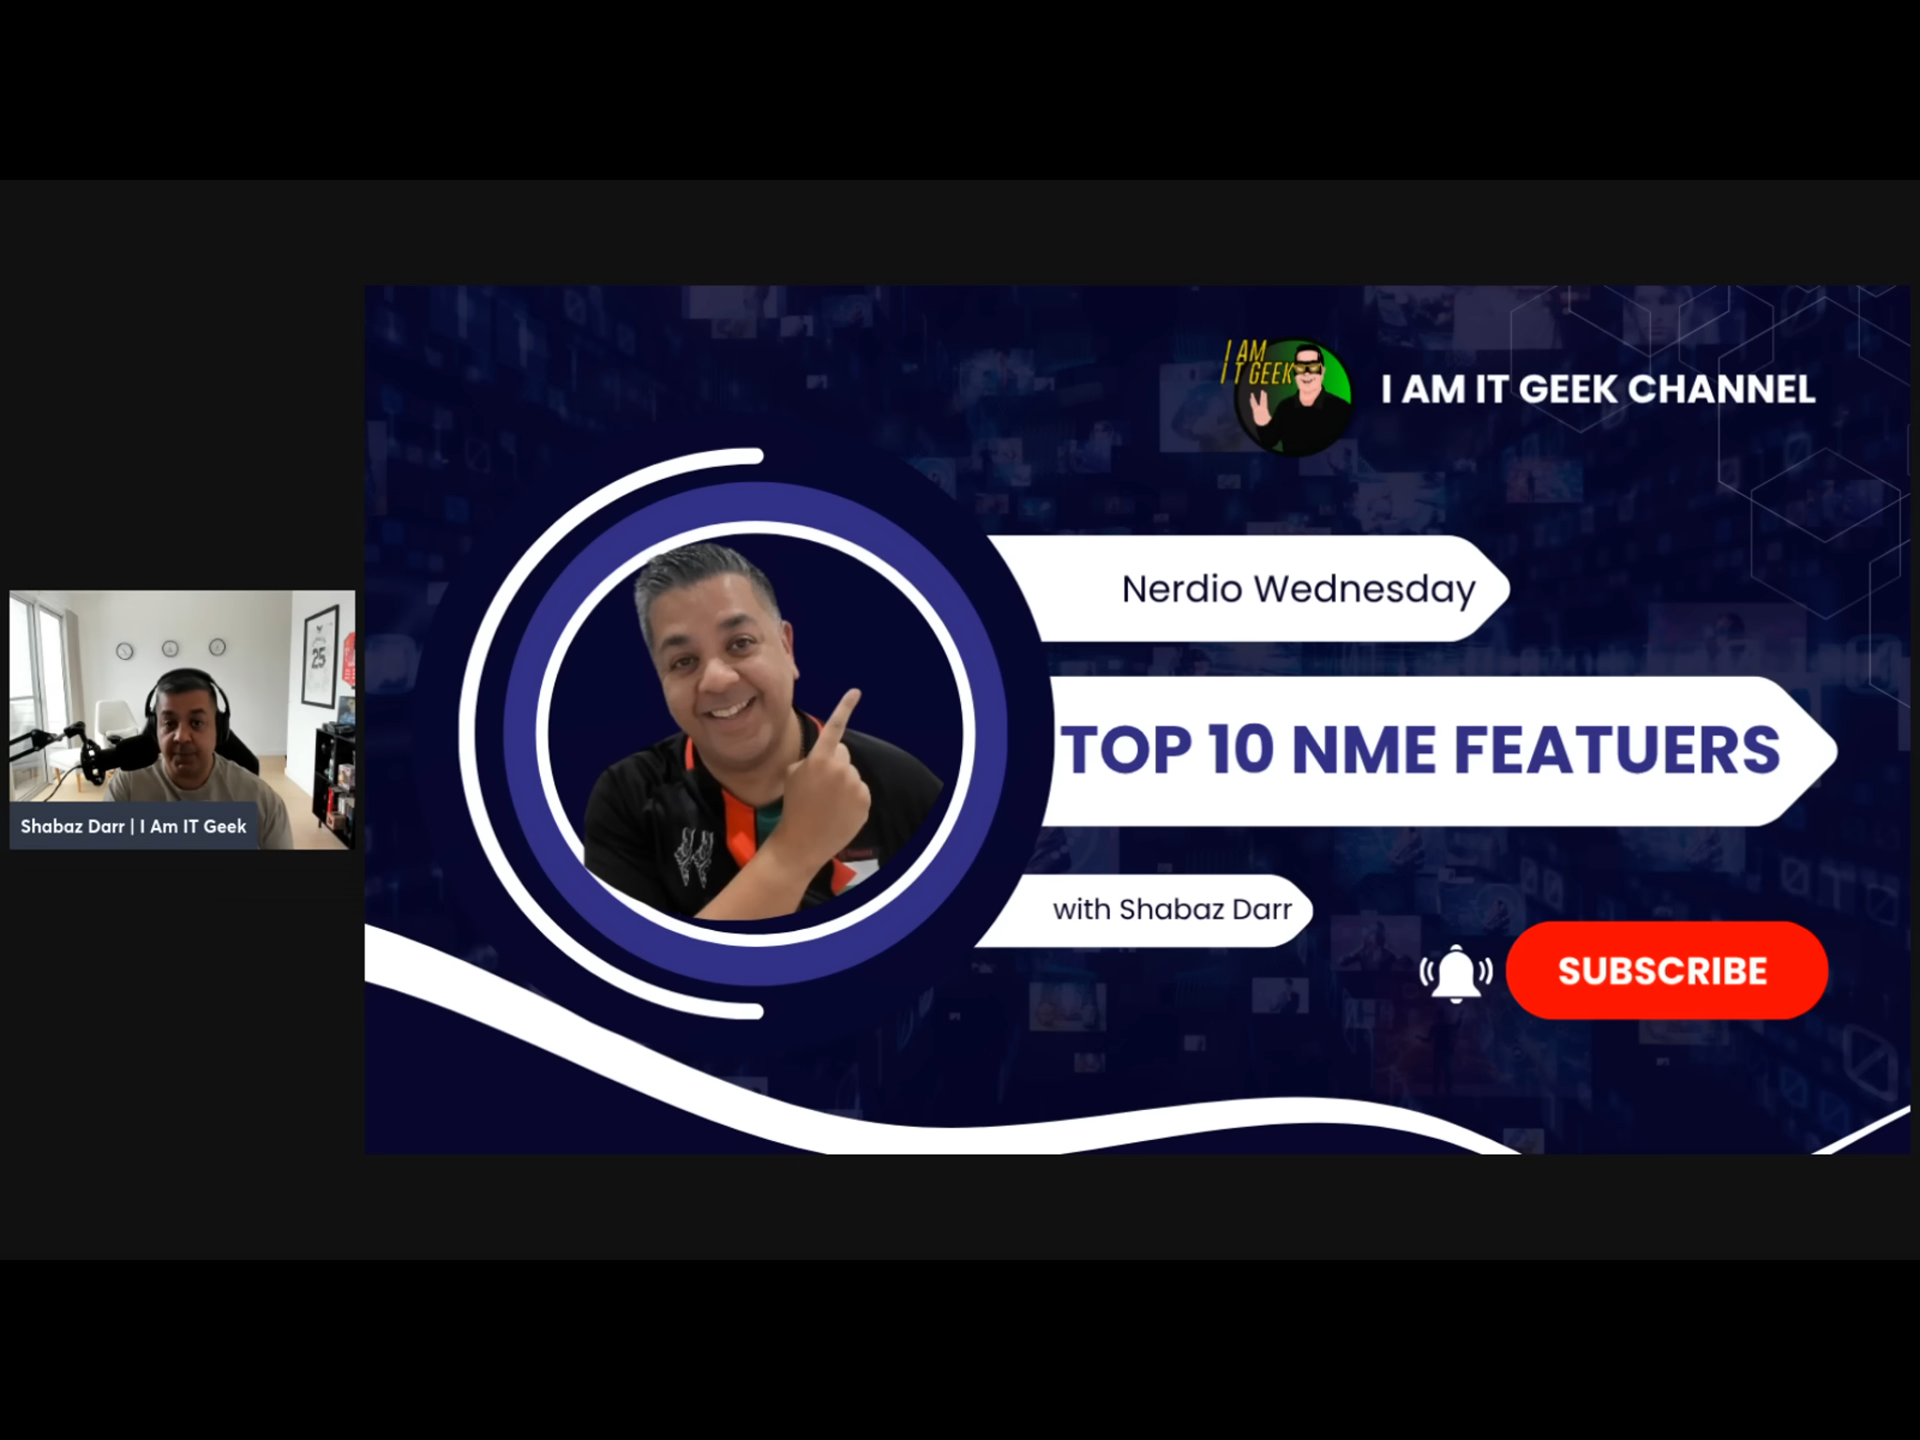 I AM
IT GEEK
I AM IT GEEK CHANNEL
Nerdio Wednesday
TOP 10 NME FEATUERS
with Shabaz Darr
SUBSCRIBE
25
Shabaz Darr | I Am IT Geek